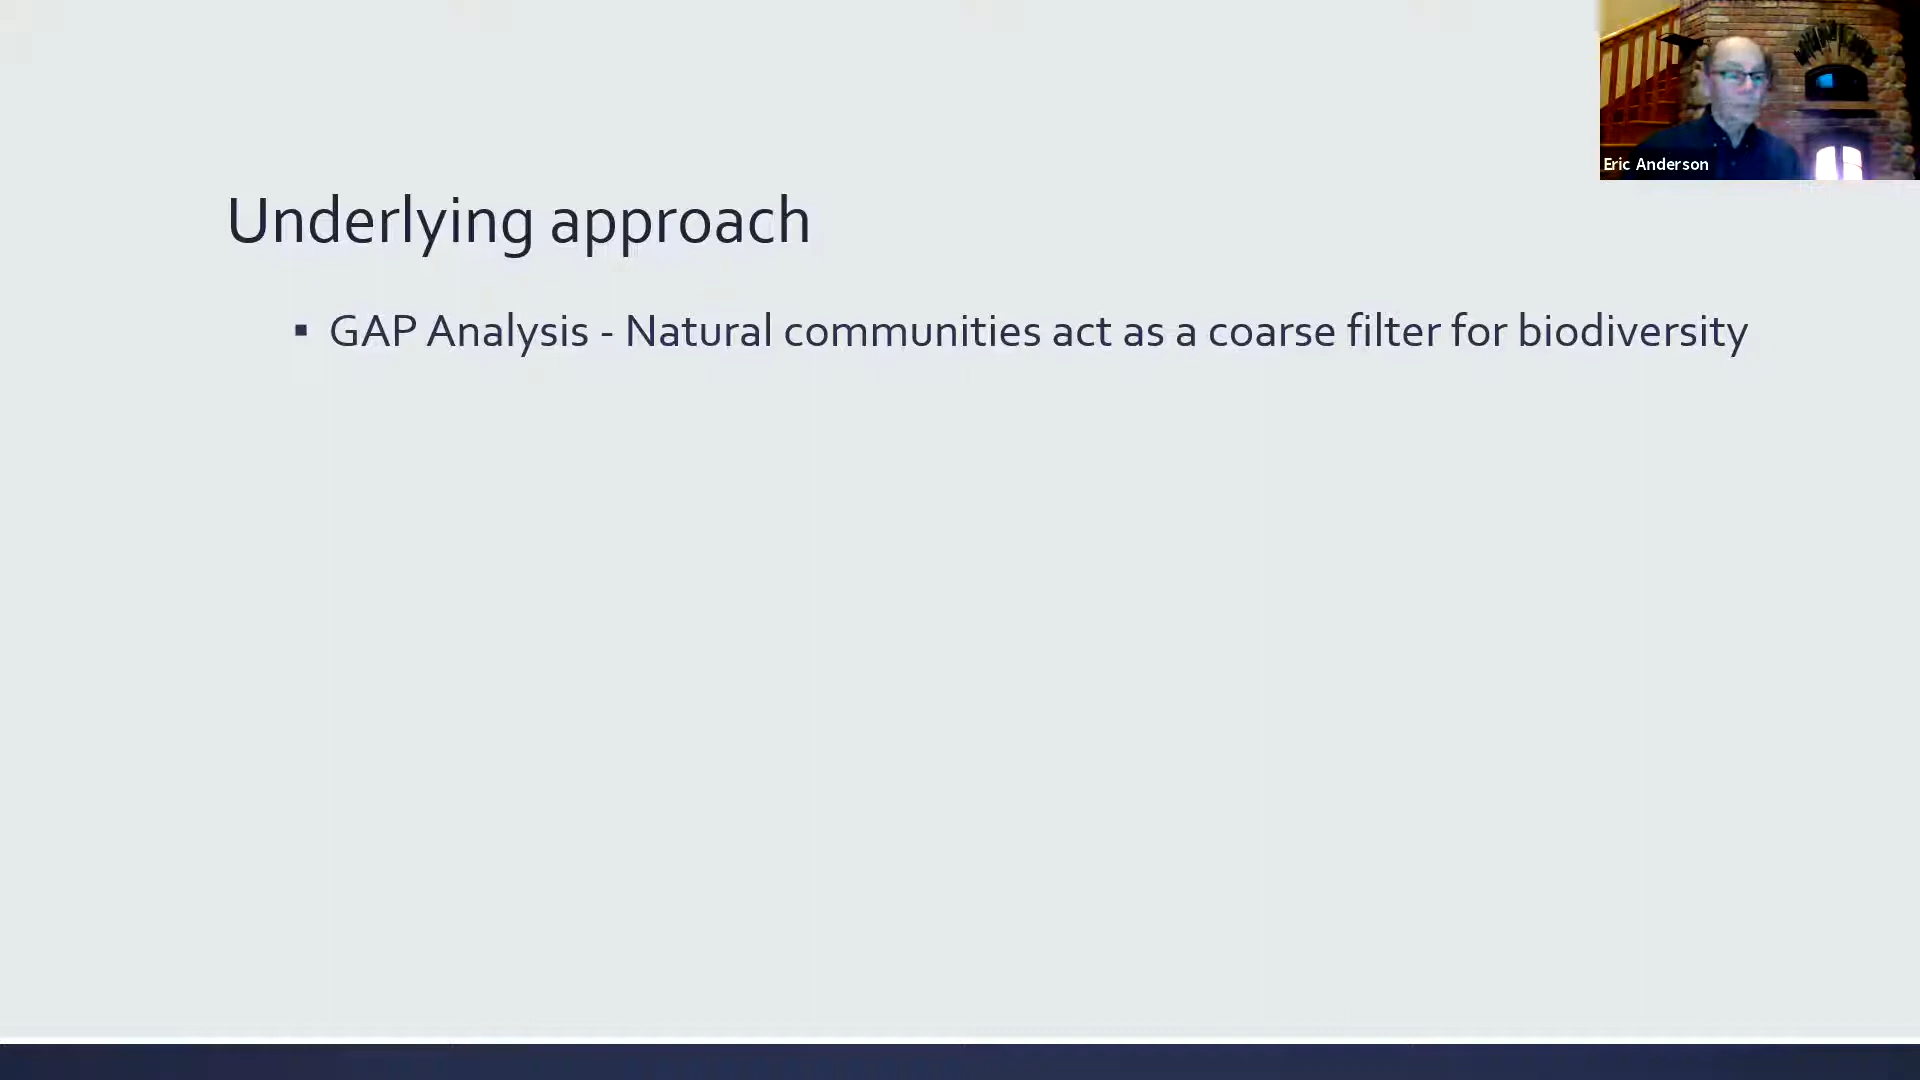 Eric Anderson
Underlying approach
▪ GAP Analysis - Natural communities act as a coarse filter for biodiversity